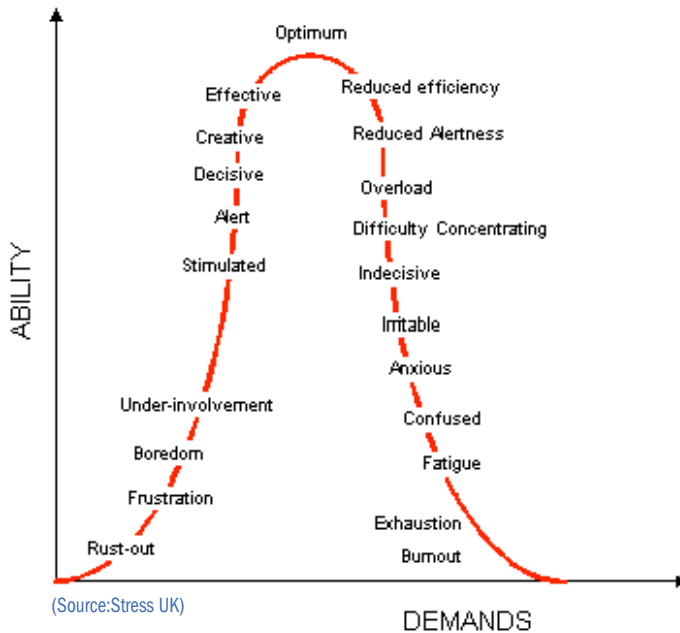 Optimum
Effective
Reduced efficiency
Creative
Reduced Alertness
Decisive
Overload
Alert
Difficulty Concentrating
Stimulated
Indecisive
ABILITY
Irritable
Anxious
Under-involvement
Confused
Boredom
Fatigue
Frustration
Exhaustion
Rust-out
Burnout
(Source:Stress UK)
DEMANDS